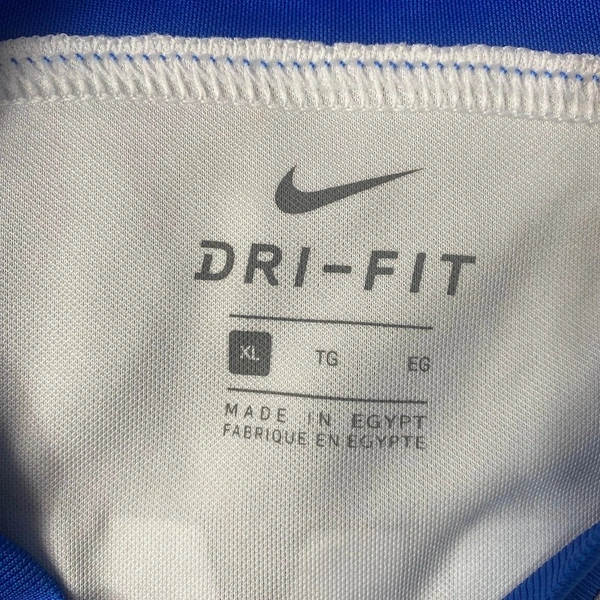 DRI-FIT
XL TG EG
MADE IN EGYPT
FABRIQUE EN EGYPTE